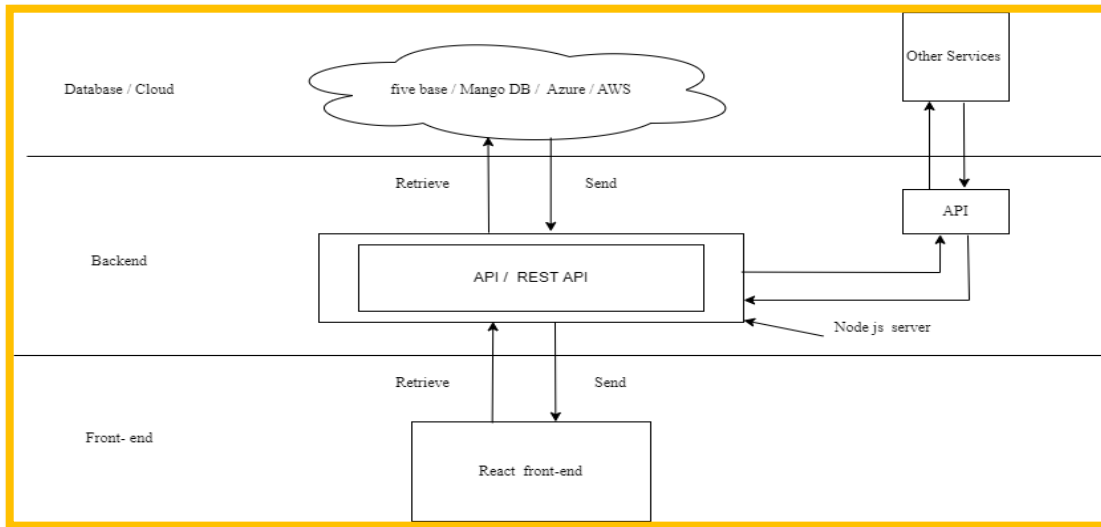 Other Services
Database / Cloud
five base / Mango DB / Azure / AWS
Retrieve
Send
API
Backend
API / REST API
Node js server
Retrieve
Send
Front- end
React front-end